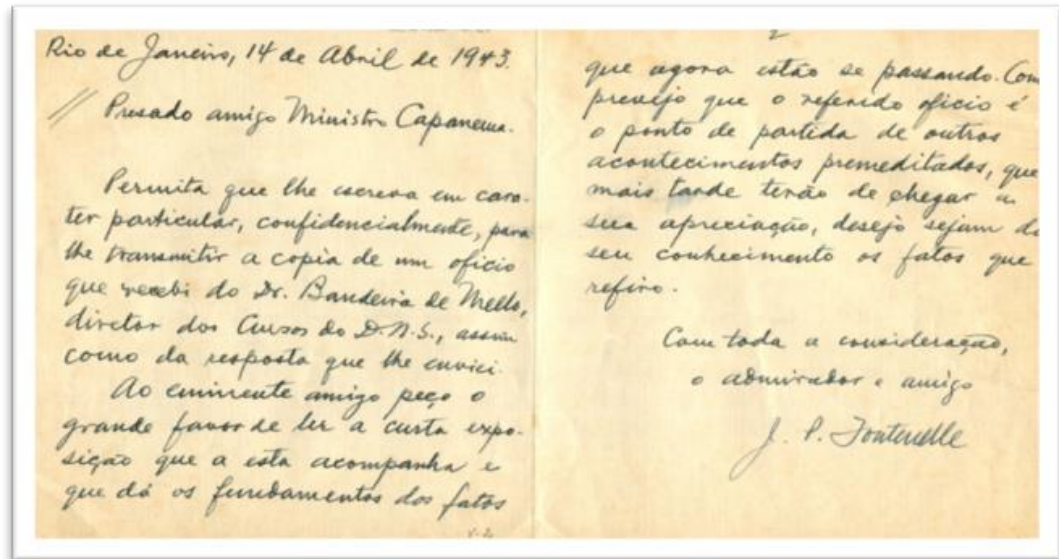 Rio de Janeiro, 14 de Abril de 1943.
// Presado amigo Ministro Capanema.
Permita que lhe escreva em cara-
ter particular, confidencialmente, para
lhe transmitir a copia de um oficio
que recebi do Dr. Bandeira de Mello,
diretor dos Cursos do D.N.S., assim
como da resposta que lhe enviei.
Ao eminente amigo peço o
grande favor de ler a curta expo-
sição que a esta acompanha e
que dá os fundamentos dos fatos
2
que agora estão se passando. Com
prevejo que o referido oficio é
o ponto de partida de outros
acontecimentos premeditados, que
mais tarde terão de chegar a
sua apreciação, desejo sejam do
seu conhecimento os fatos que
refiro.
Com toda a consideração,
o admirador e amigo
J. P. Fontenelle